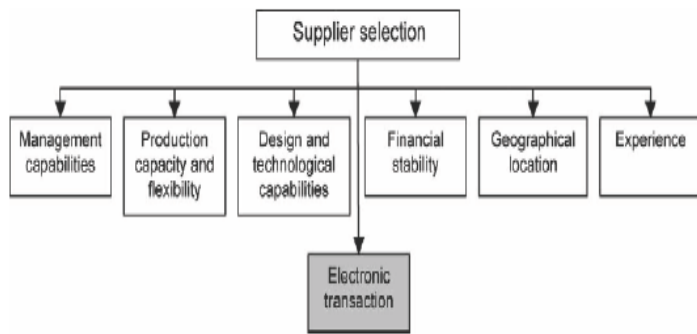 Supplier selection
Management
capabilities
Production
capacity and
flexibility
Design and
technological
capabilities
Financial
stability
Geographical
location
Experience
Electronic
transaction